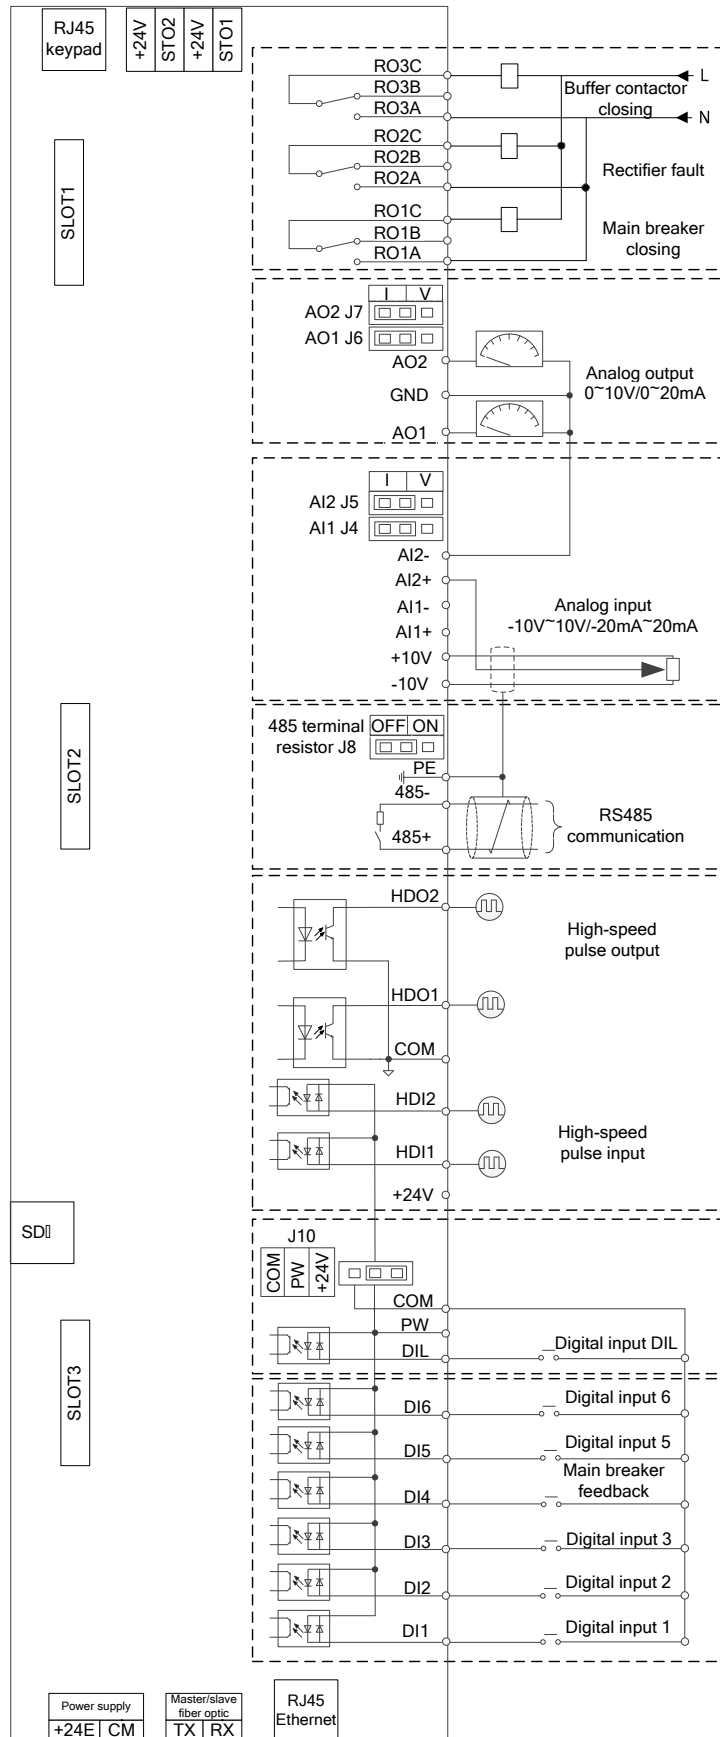 RJ45
keypad
+24V
STO2
+24V
STO1
RO3C
RO3B
RO3A
L
Buffer contactor
closing
N
RO2C
RO2B
RO2A
Rectifier fault
RO1C
RO1B
RO1A
Main breaker
closing
SLOT1
I V
AO2 J7
AO1 J6
AO2
GND
AO1
Analog output
0~10V/0~20mA
I V
AI2 J5
AI1 J4
AI2-
AI2+
AI1-
AI1+
+10V
-10V
Analog input
-10V~10V/-20mA~20mA
SLOT2
485 terminal
resistor J8
OFF ON
PE
485-
485+
RS485
communication
HDO2
High-speed
pulse output
HDO1
COM
HDI2
HDI1
High-speed
pulse input
+24V
SD
J10
COM
PW
+24V
COM
PW
DIL
Digital input DIL
SLOT3
DI6
Digital input 6
DI5
Digital input 5
DI4
Main breaker
feedback
DI3
Digital input 3
DI2
Digital input 2
DI1
Digital input 1
Power supply
+24E CM
Master/slave
fiber optic
TX RX
RJ45
Ethernet